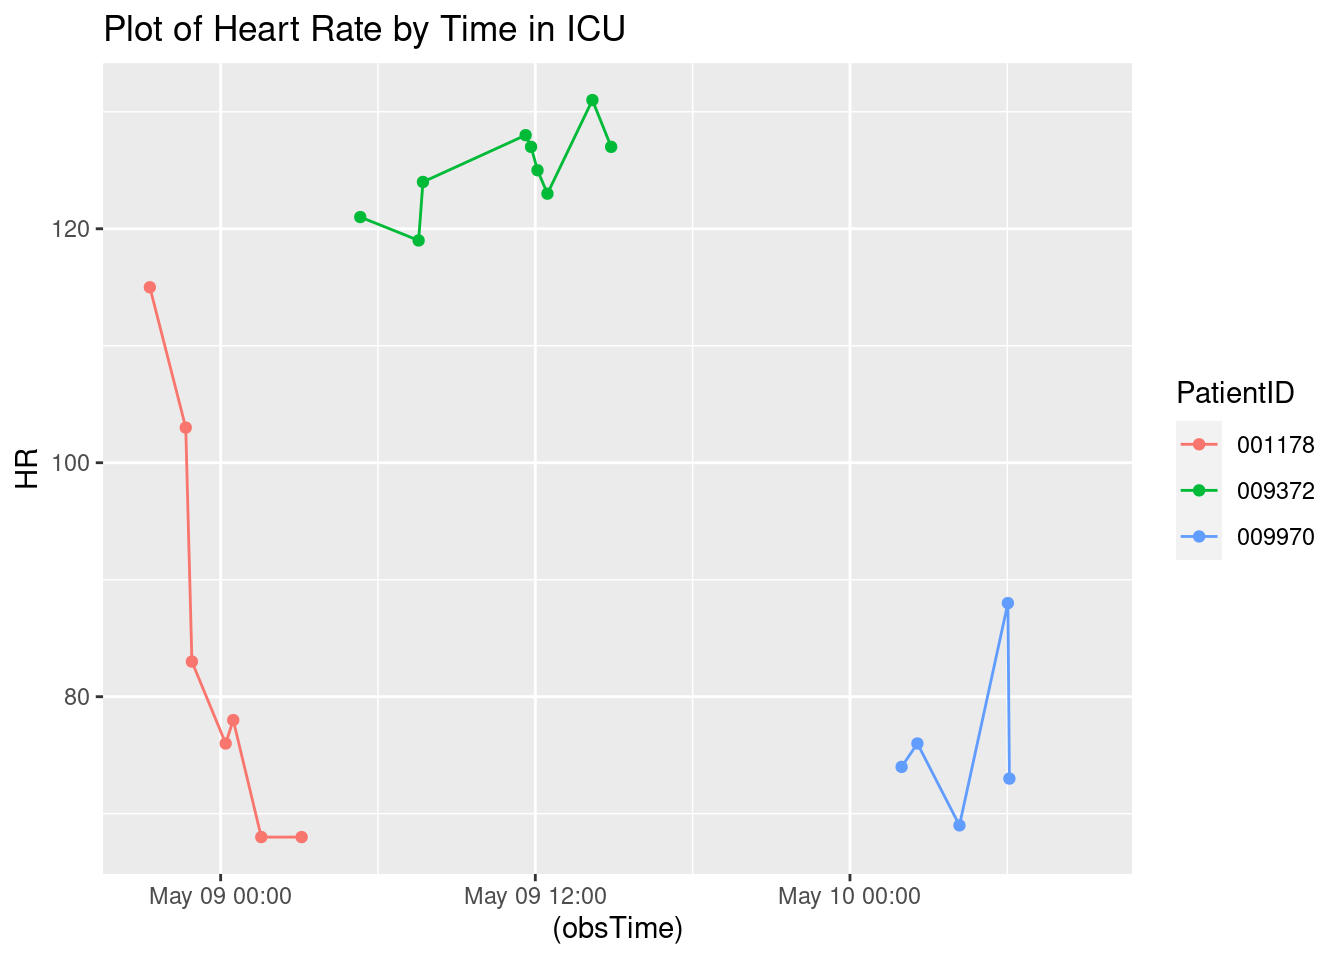 Plot of Heart Rate by Time in ICU
120
100
80
HR
May 09 00:00
May 09 12:00
May 10 00:00
(obsTime)
PatientID
001178
009372
009970